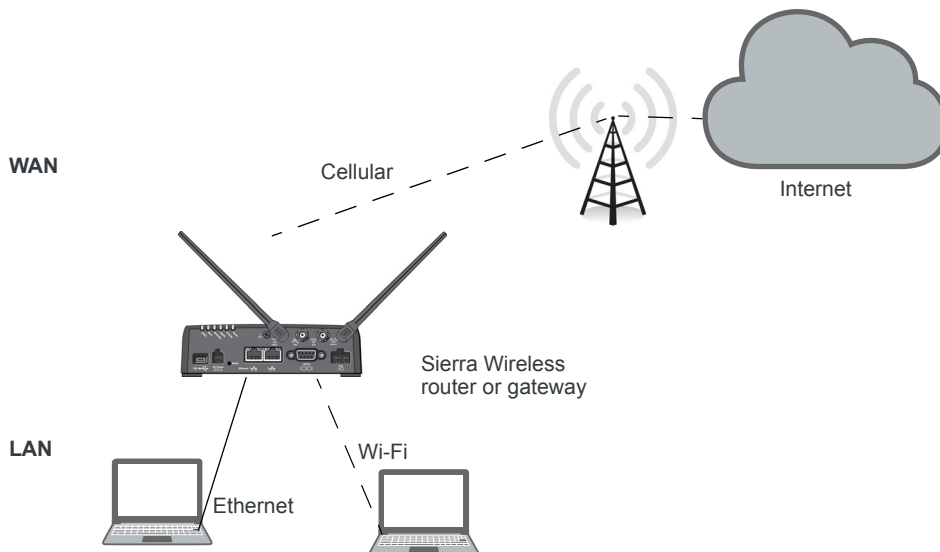 WAN
Cellular
Internet
Sierra Wireless
router or gateway
LAN
Wi-Fi
Ethernet